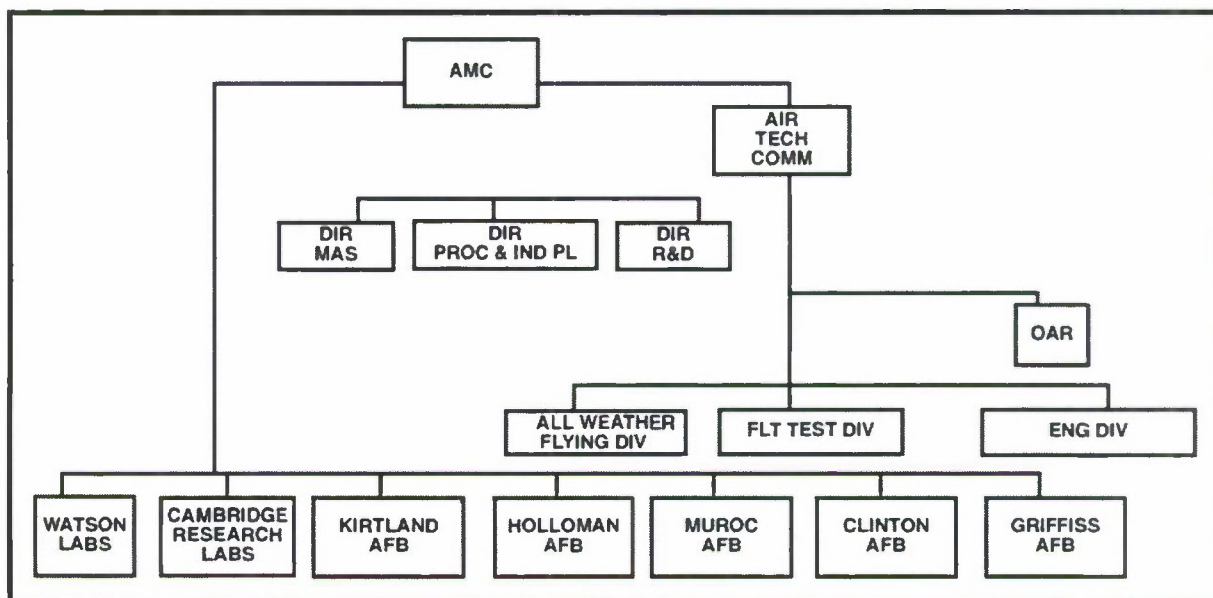 AMC
AIR
TECH
COMM
DIR
MAS
DIR
PROC & IND PL
DIR
R&D
OAR
ALL WEATHER
FLYING DIV
FLT TEST DIV
ENG DIV
WATSON
LABS
CAMBRIDGE
RESEARCH
LABS
KIRTLAND
AFB
HOLLOMAN
AFB
MUROC
AFB
CLINTON
AFB
GRIFFISS
AFB